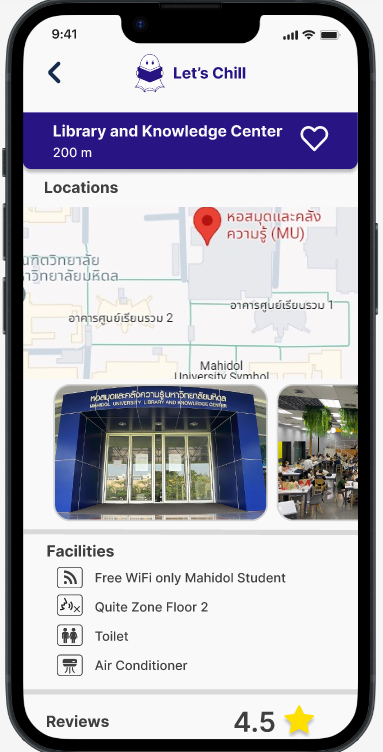 9:41
Let's Chill
Library and Knowledge Center
200 m
Locations
หอสมุดและคลัง
ความรู้ (MU)
ฑิตวิทยาลัย
าวิทยาลัยมหิดล
อาคารศูนย์เรียนรวม 1
อาคารศูนย์เรียนรวม 2
Mahidol
University Symbol
หอสมุดและคลังความรู้มหาวิทยาลัยมหิดล
MAHIDOL UNIVERSITY LIBRARY AND KNOWLEDGE CENTER
Facilities
Free WiFi only Mahidol Student
Quite Zone Floor 2
Toilet
Air Conditioner
Reviews
4.5